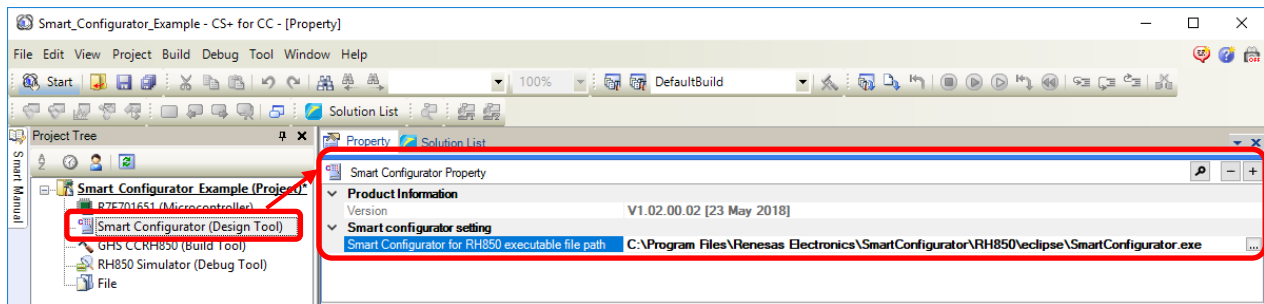 Smart_Configurator_Example - CS+ for CC - [Property]
File Edit View Project Build Debug Tool Window Help
Start 100% DefaultBuild
Solution List
Project Tree
Property Solution List
Smart Manual
Smart Configurator Property
Smart Configurator Example (Project)*
Product Information
R7F701651 (Microcontroller)
Version V1.02.00.02 [23 May 2018]
Smart Configurator (Design Tool)
Smart configurator setting
GHS CCRH850 (Build Tool)
Smart Configurator for RH850 executable file path C:\Program Files\Renesas Electronics\SmartConfigurator\RH850\eclipse\SmartConfigurator.exe ...
RH850 Simulator (Debug Tool)
File